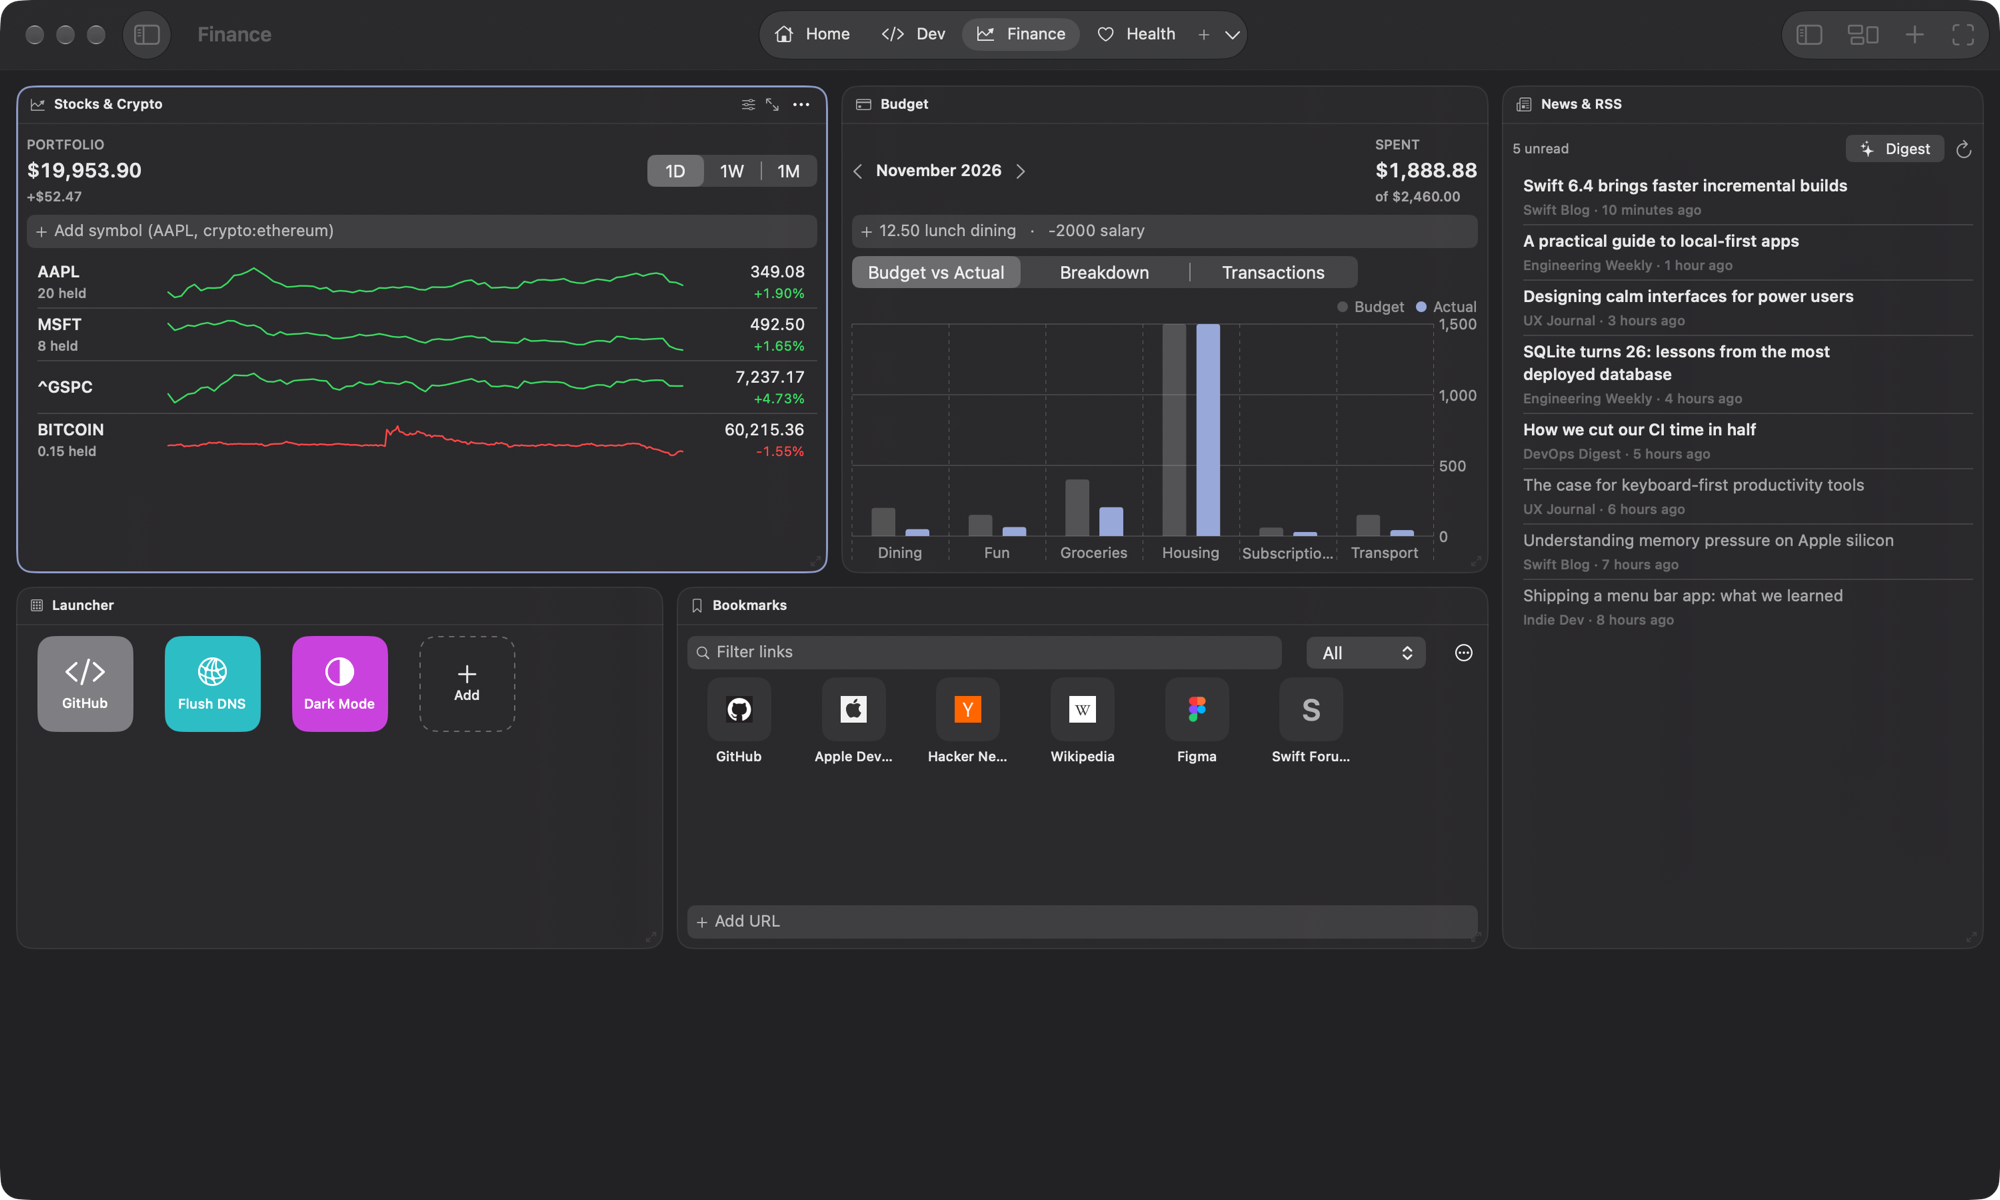 Finance
Home
Dev
Finance
Health
Stocks & Crypto
PORTFOLIO
$19,953.90
+$52.47
1D
1W
1M
+ Add symbol (AAPL, crypto:ethereum)
AAPL
20 held
349.08
+1.90%
MSFT
8 held
492.50
+1.65%
^GSPC
7,237.17
+4.73%
BITCOIN
0.15 held
60,215.36
-1.55%
Budget
November 2026
SPENT
$1,888.88
of $2,460.00
+ 12.50 lunch dining · -2000 salary
Budget vs Actual
Breakdown
Transactions
Budget
Actual
1,500
1,000
500
0
Dining
Fun
Groceries
Housing
Subscriptio...
Transport
News & RSS
5 unread
Digest
Swift 6.4 brings faster incremental builds
Swift Blog · 10 minutes ago
A practical guide to local-first apps
Engineering Weekly · 1 hour ago
Designing calm interfaces for power users
UX Journal · 3 hours ago
SQLite turns 26: lessons from the most
deployed database
Engineering Weekly · 4 hours ago
How we cut our CI time in half
DevOps Digest · 5 hours ago
The case for keyboard-first productivity tools
UX Journal · 6 hours ago
Understanding memory pressure on Apple silicon
Swift Blog · 7 hours ago
Shipping a menu bar app: what we learned
Indie Dev · 8 hours ago
Launcher
GitHub
Flush DNS
Dark Mode
Add
Bookmarks
Filter links
All
GitHub
Apple Dev...
Y
Hacker Ne...
W
Wikipedia
Figma
S
Swift Foru...
+ Add URL